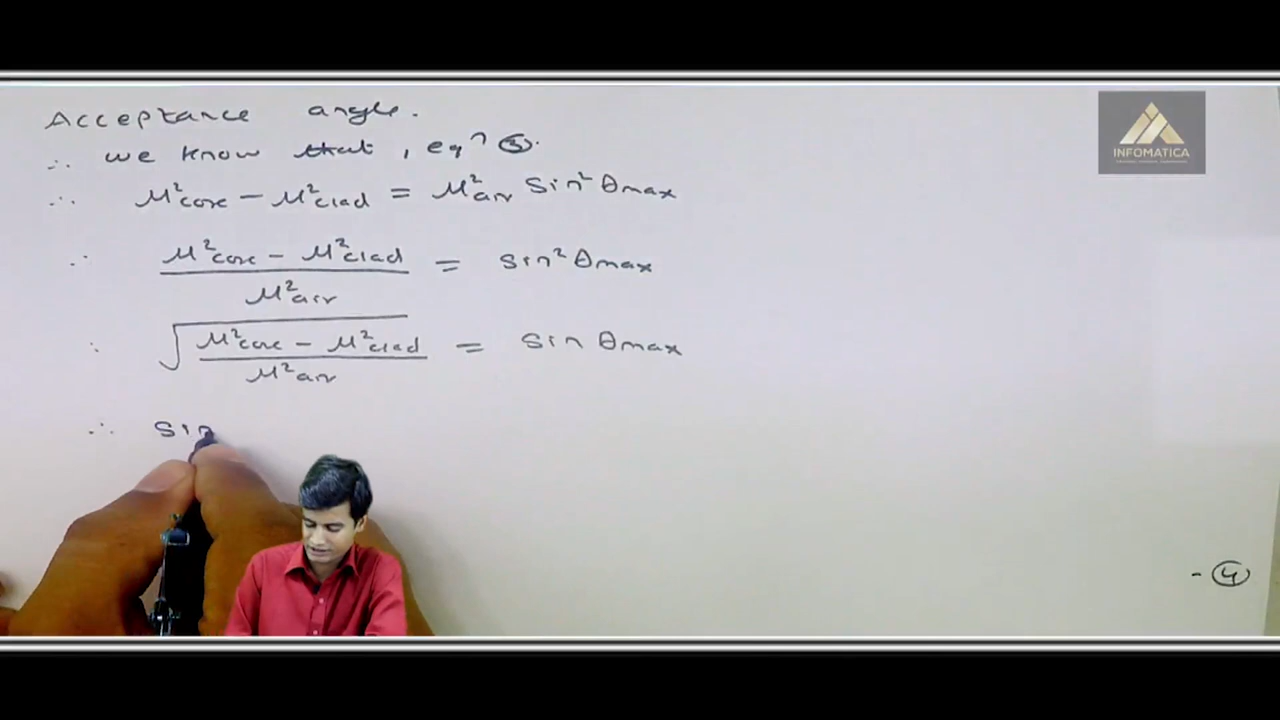 Acceptance angle.
∴ we know that, eqⁿ ③.
INFOMATICA
∴ μ²core − μ²clad = μ²air sin²θmax
∴ μ²core − μ²clad / μ²air = sin²θmax
∴ √ μ²core − μ²clad / μ²air = sin θmax
∴ sin
- ④